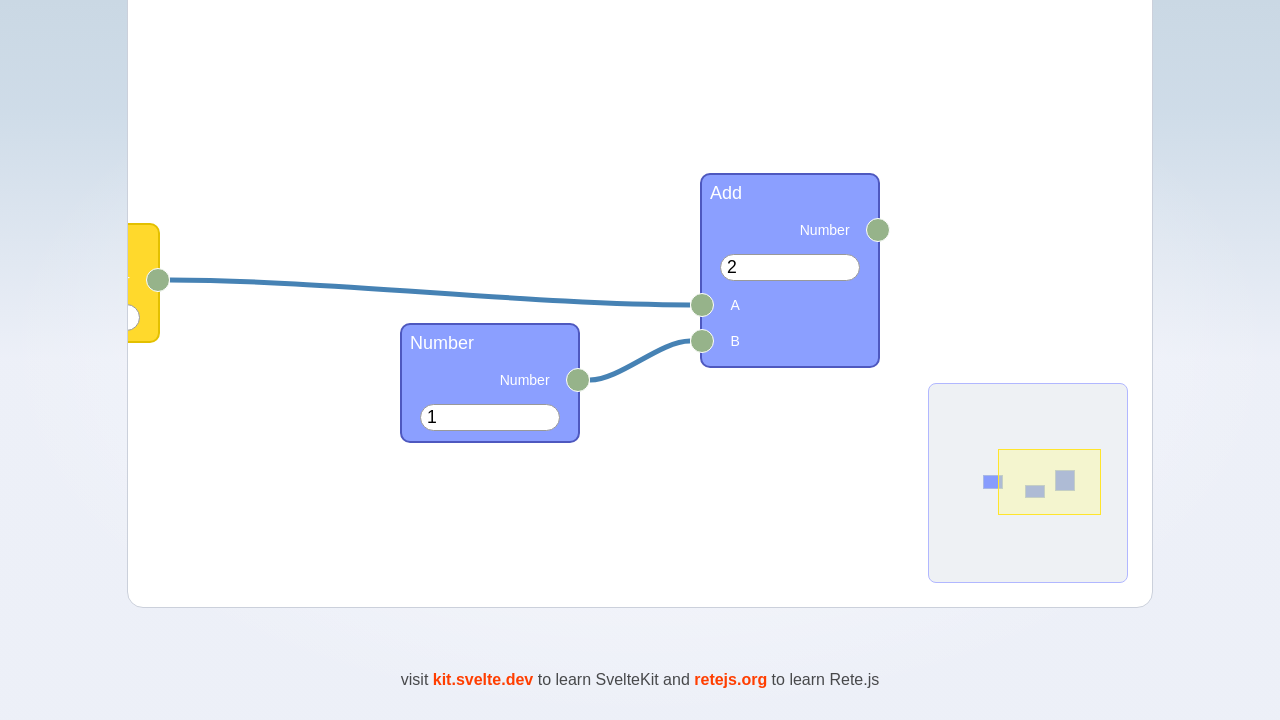 Add
Number
2
A
B
Number
Number
1
visit kit.svelte.dev to learn SvelteKit and retejs.org to learn Rete.js